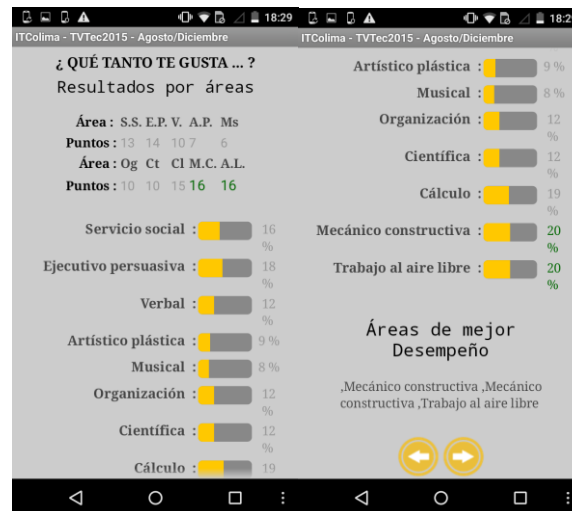 18:29
ITColima - TVTec2015 - Agosto/Diciembre
¿ QUÉ TANTO TE GUSTA ... ?
Resultados por áreas
Área : S.S. E.P. V. A.P. Ms
Puntos : 13 14 10 7 6
Área : Og Ct Cl M.C. A.L.
Puntos : 10 10 15 16 16
Servicio social : 16
%
Ejecutivo persuasiva : 18
%
Verbal : 12
%
Artístico plástica : 9 %
Musical : 8 %
Organización : 12
%
Científica : 12
%
Cálculo : 19
18:29
ITColima - TVTec2015 - Agosto/Diciembre
Artístico plástica : 9 %
Musical : 8 %
Organización : 12
%
Científica : 12
%
Cálculo : 19
%
Mecánico constructiva : 20
%
Trabajo al aire libre : 20
%
Áreas de mejor
Desempeño
,Mecánico constructiva ,Mecánico
constructiva ,Trabajo al aire libre